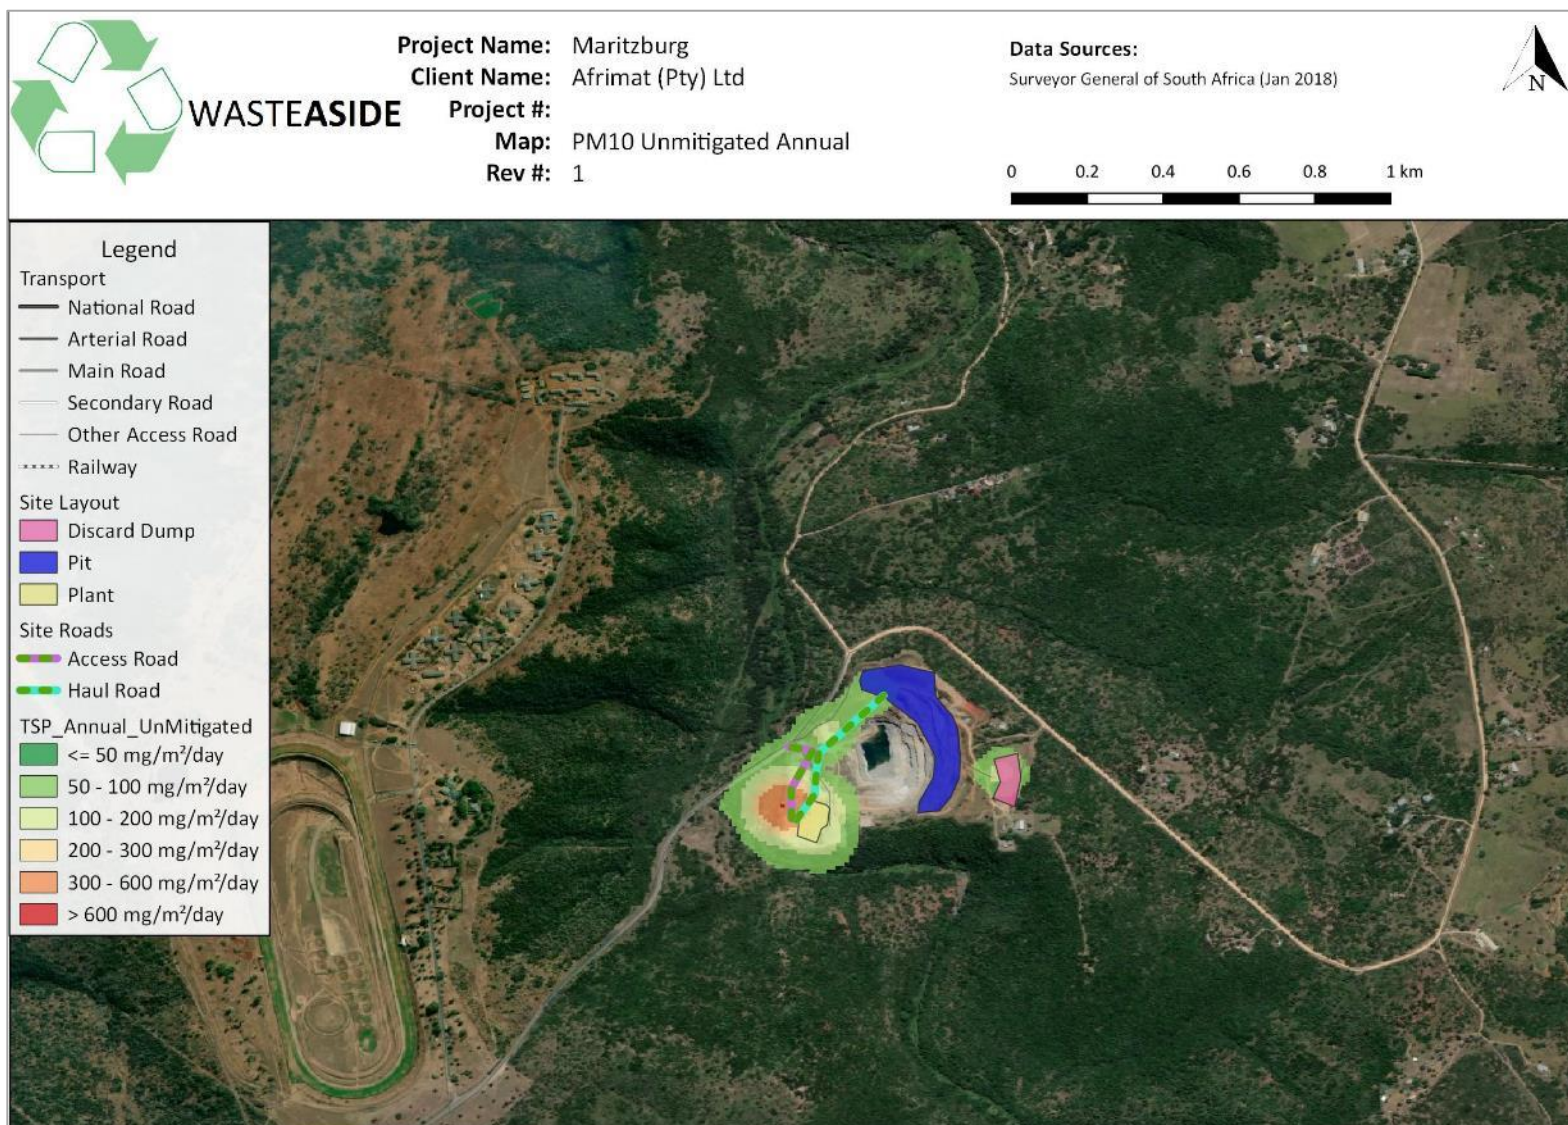 WASTEASIDE
Project Name: Maritzburg
Client Name: Afrimat (Pty) Ltd
Project #:
Map: PM10 Unmitigated Annual
Rev #: 1
Data Sources:
Surveyor General of South Africa (Jan 2018)
N
0 0.2 0.4 0.6 0.8 1 km
Legend
Transport
National Road
Arterial Road
Main Road
Secondary Road
Other Access Road
Railway
Site Layout
Discard Dump
Pit
Plant
Site Roads
Access Road
Haul Road
TSP_Annual_UnMitigated
<= 50 mg/m²/day
50 - 100 mg/m²/day
100 - 200 mg/m²/day
200 - 300 mg/m²/day
300 - 600 mg/m²/day
> 600 mg/m²/day